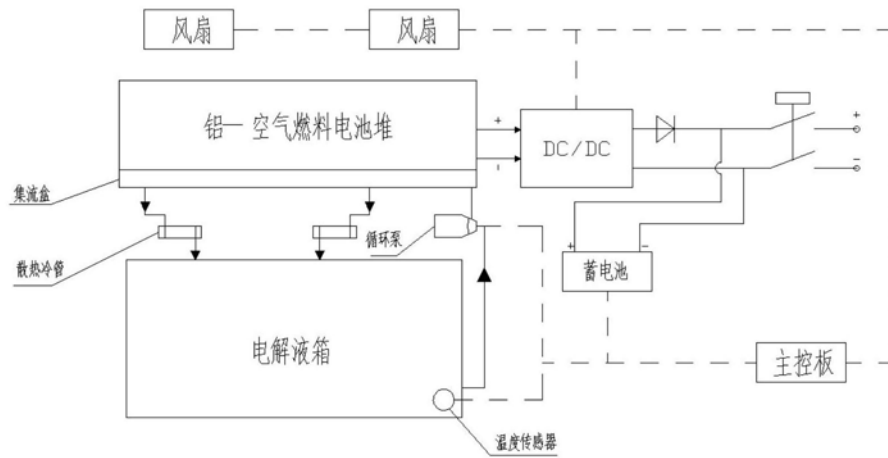 风扇
风扇
铝一 空气燃料电池堆
+
-
DC/DC
+
-
集流盒
循环泵
散热冷管
+
-
蓄电池
电解液箱
主控板
温度传感器